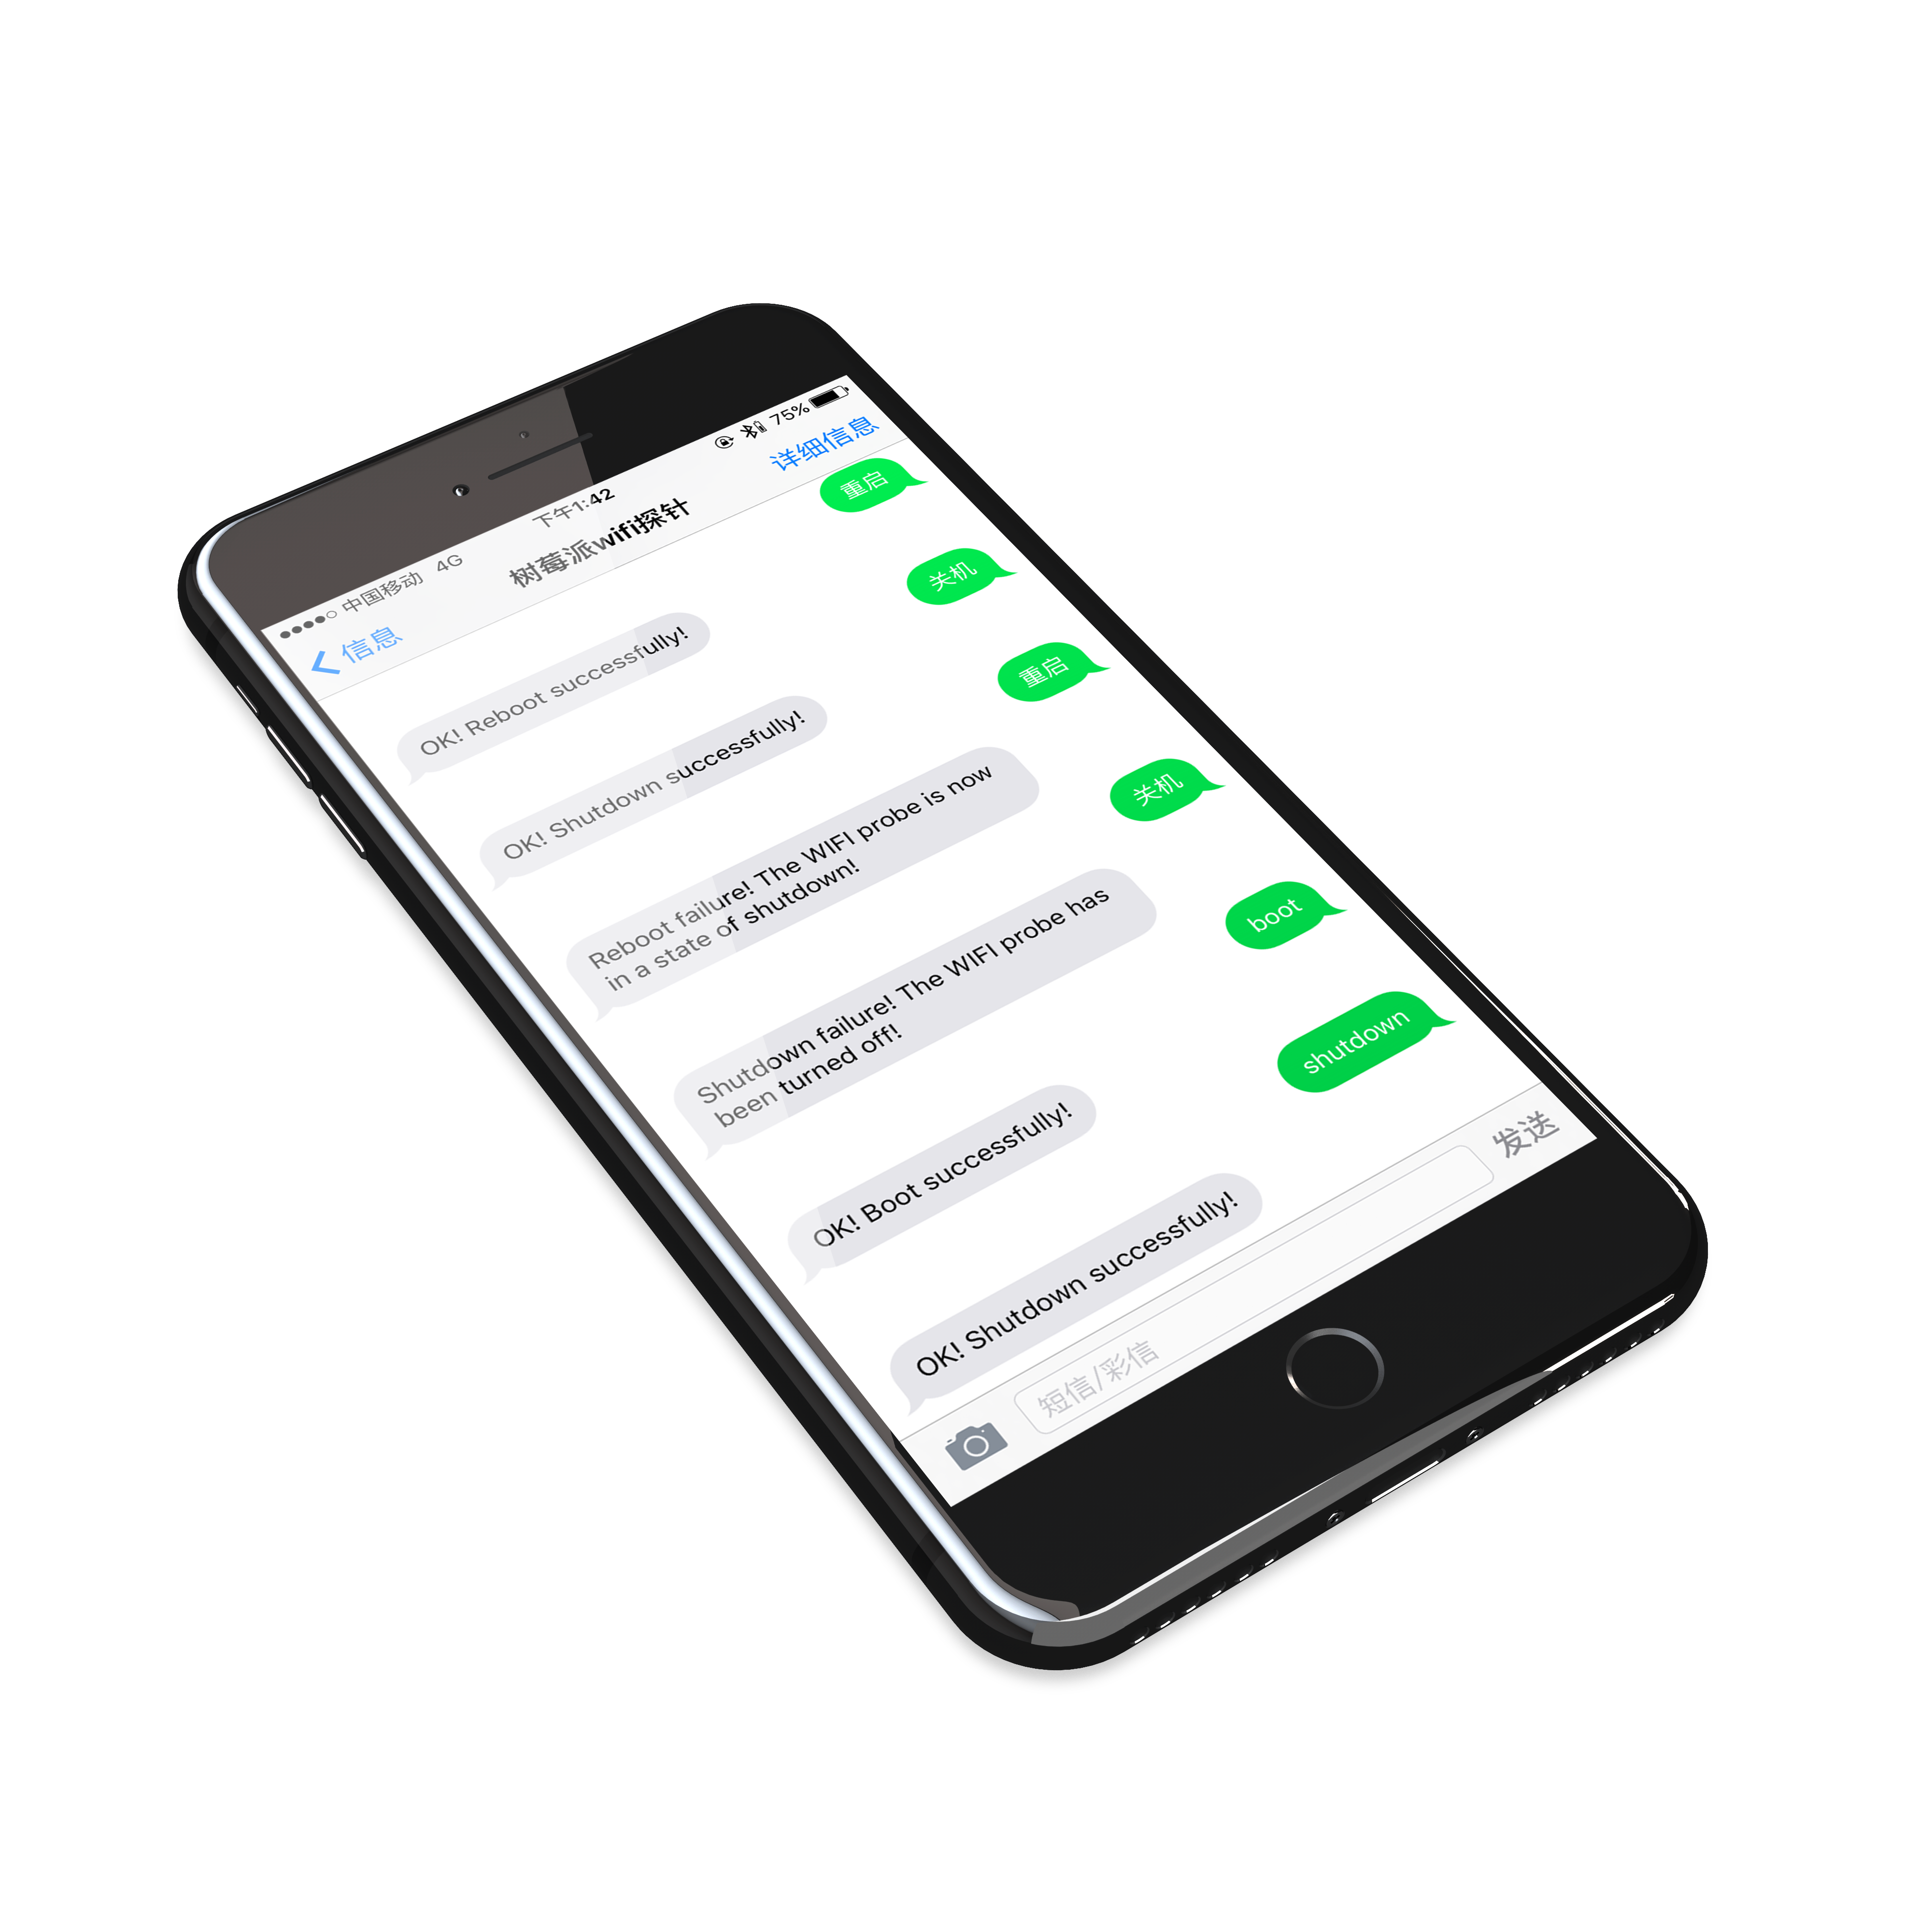 中国移动 4G
下午1:42
75%
信息
树莓派wifi探针
详细信息
重启
OK! Reboot successfully!
关机
OK! Shutdown successfully!
重启
Reboot failure! The WIFI probe is now
in a state of shutdown!
关机
Shutdown failure! The WIFI probe has
been turned off!
boot
OK! Boot successfully!
shutdown
OK! Shutdown successfully!
短信/彩信
发送